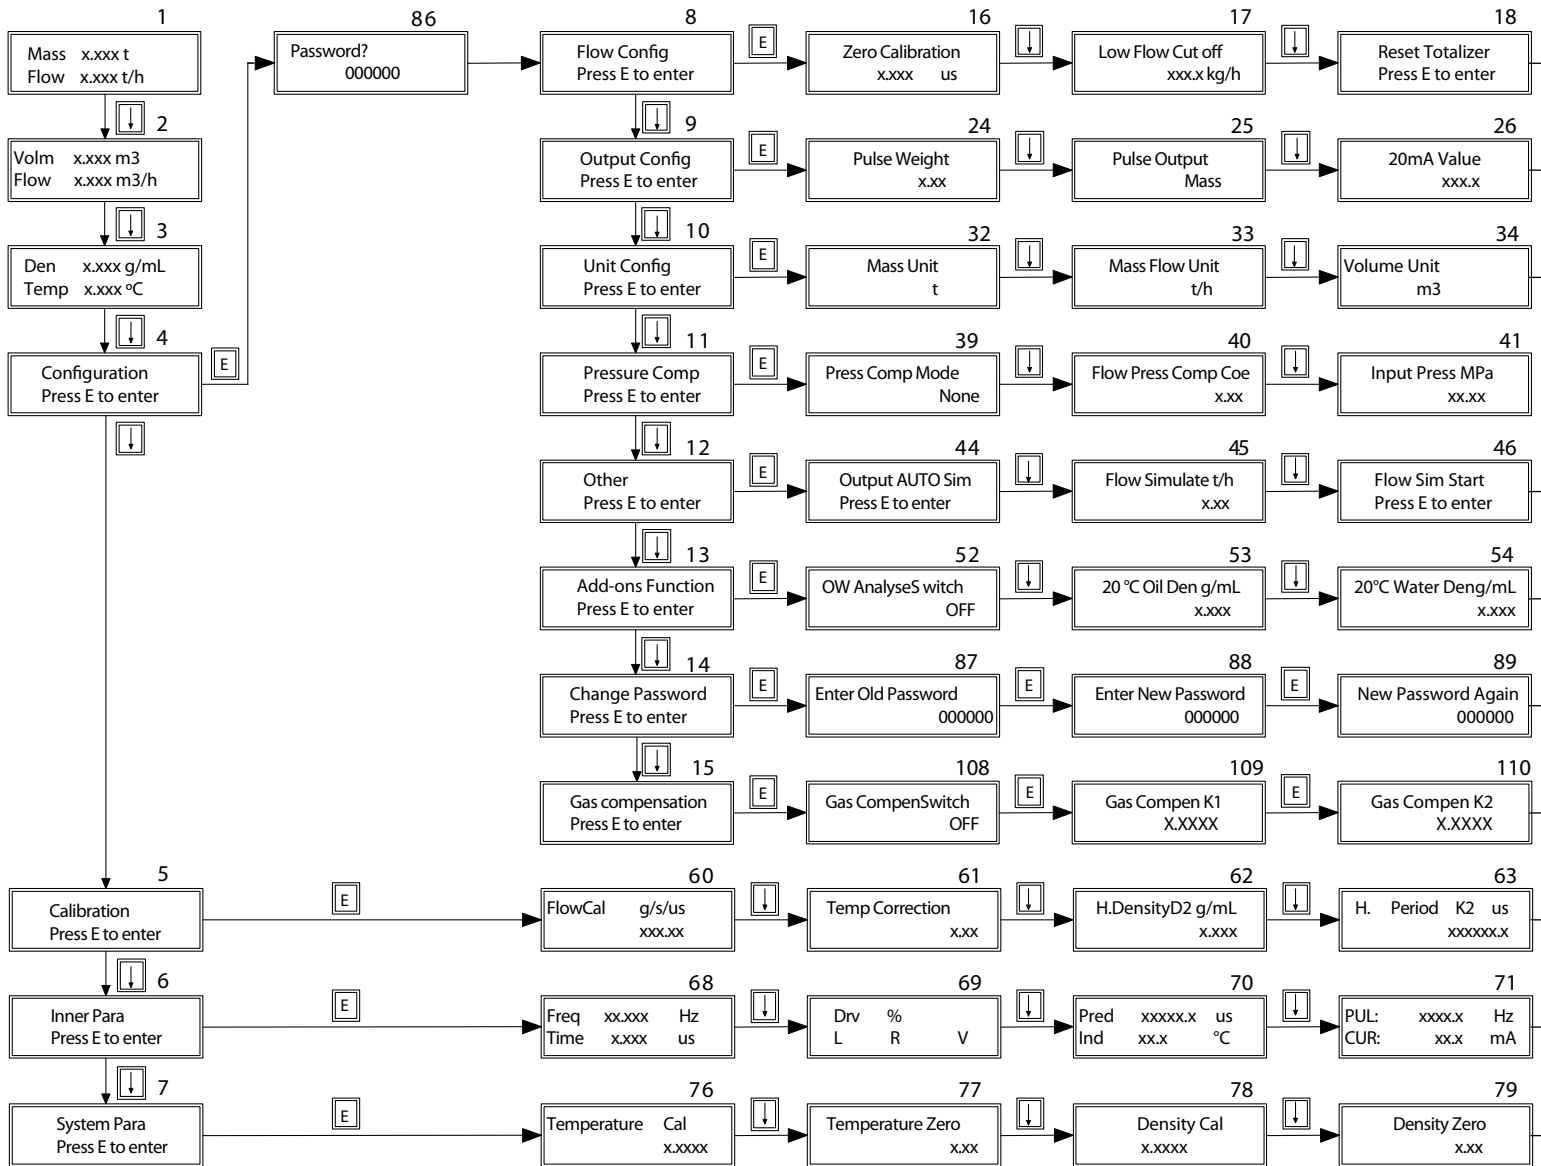 1
Mass x.xxx t
Flow x.xxx t/h
86
Password?
000000
8
Flow Config
Press E to enter
E
16
Zero Calibration
x.xxx us
17
Low Flow Cut off
xxx.x kg/h
18
Reset Totalizer
Press E to enter
2
Volm x.xxx m3
Flow x.xxx m3/h
9
Output Config
Press E to enter
E
24
Pulse Weight
x.xx
25
Pulse Output
Mass
26
20mA Value
xxx.x
3
Den x.xxx g/mL
Temp x.xxx ºC
10
Unit Config
Press E to enter
E
32
Mass Unit
t
33
Mass Flow Unit
t/h
34
Volume Unit
m3
4
Configuration
Press E to enter
E
11
Pressure Comp
Press E to enter
E
39
Press Comp Mode
None
40
Flow Press Comp Coe
x.xx
41
Input Press MPa
xx.xx
12
Other
Press E to enter
E
44
Output AUTO Sim
Press E to enter
45
Flow Simulate t/h
x.xx
46
Flow Sim Start
Press E to enter
13
Add-ons Function
Press E to enter
E
52
OW AnalyseS witch
OFF
53
20 °C Oil Den g/mL
x.xxx
54
20°C Water Deng/mL
x.xxx
14
Change Password
Press E to enter
E
87
Enter Old Password
000000
E
88
Enter New Password
000000
E
89
New Password Again
000000
15
Gas compensation
Press E to enter
E
108
Gas CompenSwitch
OFF
E
109
Gas Compen K1
X.XXXX
E
110
Gas Compen K2
X.XXXX
5
Calibration
Press E to enter
E
60
FlowCal g/s/us
xxx.xx
61
Temp Correction
x.xx
62
H.DensityD2 g/mL
x.xxx
63
H. Period K2 us
xxxxxx.x
6
Inner Para
Press E to enter
E
68
Freq xx.xxx Hz
Time x.xxx us
69
Drv %
L R V
70
Pred xxxxx.x us
Ind xx.x °C
71
PUL: xxxx.x Hz
CUR: xx.x mA
7
System Para
Press E to enter
E
76
Temperature Cal
x.xxxx
77
Temperature Zero
x.xx
78
Density Cal
x.xxxx
79
Density Zero
x.xx